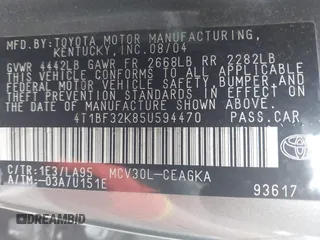 MFD. BY: TOYOTA MOTOR MANUFACTURING,
KENTUCKY, INC. 08/04
GVWR 4442LB GAWR FR 2668LB RR 2282LB
THIS VEHICLE CONFORMS TO ALL APPLICABLE
FEDERAL MOTOR VEHICLE SAFETY, BUMPER, AND
THEFT PREVENTION STANDARDS IN EFFECT ON
THE DATE OF MANUFACTURE SHOWN ABOVE.
4T1BF32K85U594470 PASS.CAR
C/TR: 1E3/LA95 MCV30L-CEAGKA
A/TM: -03A/U151E
93617
TOYOTA